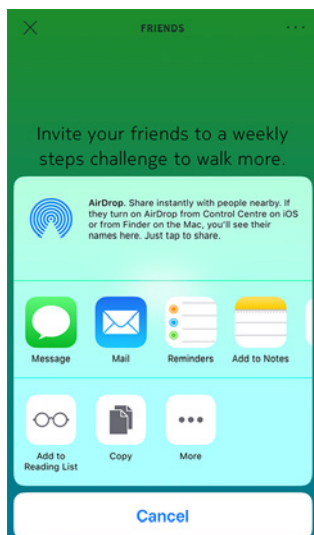 FRIENDS
Invite your friends to a weekly
steps challenge to walk more.
AirDrop. Share instantly with people nearby. If
they turn on AirDrop from Control Centre on iOS
or from Finder on the Mac, you'll see their
names here. Just tap to share.
Message Mail Reminders Add to Notes
Add to Copy More
Reading List
Cancel